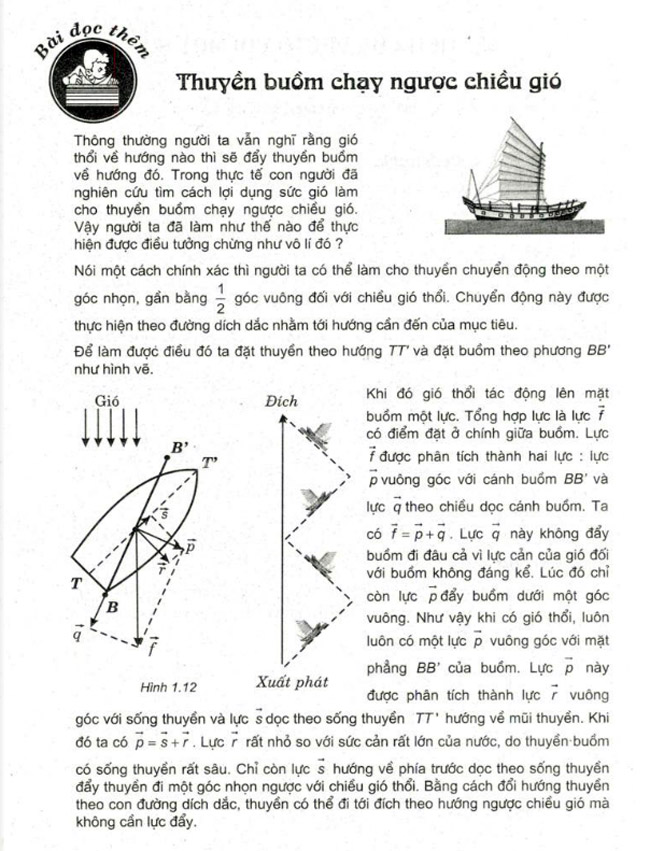 Bài đọc thêm
Thuyền buồm chạy ngược chiều gió
Thông thường người ta vẫn nghĩ rằng gió
thổi về hướng nào thì sẽ đẩy thuyền buồm
về hướng đó. Trong thực tế con người đã
nghiên cứu tìm cách lợi dụng sức gió làm
cho thuyền buồm chạy ngược chiều gió.
Vậy người ta đã làm như thế nào để thực
hiện được điều tưởng chừng như vô lí đó ?
Nói một cách chính xác thì người ta có thể làm cho thuyền chuyển động theo một
góc nhọn, gần bằng 1/2 góc vuông đối với chiều gió thổi. Chuyển động này được
thực hiện theo đường dích dắc nhằm tới hướng cần đến của mục tiêu.
Để làm được điều đó ta đặt thuyền theo hướng TT' và đặt buồm theo phương BB'
như hình vẽ.
Gió
B'
T'
s⃗
p⃗
r⃗
T
B
q⃗
f⃗
Hình 1.12
Đích
Xuất phát
Khi đó gió thổi tác động lên mặt
buồm một lực. Tổng hợp lực là lực f⃗
có điểm đặt ở chính giữa buồm. Lực
f⃗ được phân tích thành hai lực : lực
p⃗ vuông góc với cánh buồm BB' và
lực q⃗ theo chiều dọc cánh buồm. Ta
có f⃗ = p⃗ + q⃗ . Lực q⃗ này không đẩy
buồm đi đâu cả vì lực cản của gió đối
với buồm không đáng kể. Lúc đó chỉ
còn lực p⃗ đẩy buồm dưới một góc
vuông. Như vậy khi có gió thổi, luôn
luôn có một lực p⃗ vuông góc với mặt
phẳng BB' của buồm. Lực p⃗ này
được phân tích thành lực r⃗ vuông
góc với sống thuyền và lực s⃗ dọc theo sống thuyền TT' hướng về mũi thuyền. Khi
đó ta có p⃗ = s⃗ + r⃗ . Lực r⃗ rất nhỏ so với sức cản rất lớn của nước, do thuyền buồm
có sống thuyền rất sâu. Chỉ còn lực s⃗ hướng về phía trước dọc theo sống thuyền
đẩy thuyền đi một góc nhọn ngược với chiều gió thổi. Bằng cách đổi hướng thuyền
theo con đường dích dắc, thuyền có thể đi tới đích theo hướng ngược chiều gió mà
không cần lực đẩy.